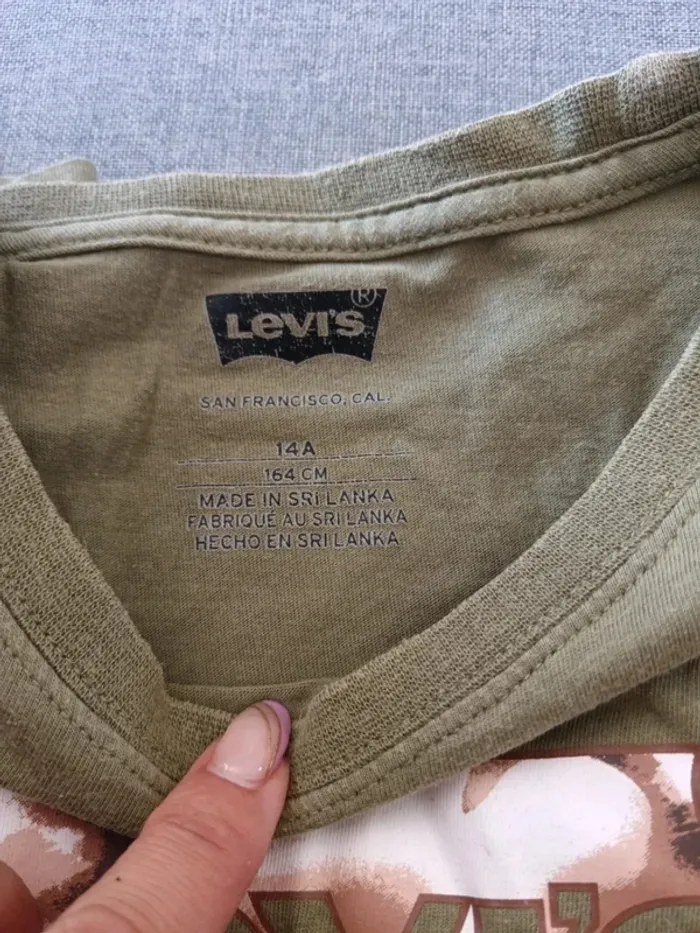 LEVI'S ®
SAN FRANCISCO, CAL.
14A
164 CM
MADE IN SRI LANKA
FABRIQUÉ AU SRI LANKA
HECHO EN SRI LANKA